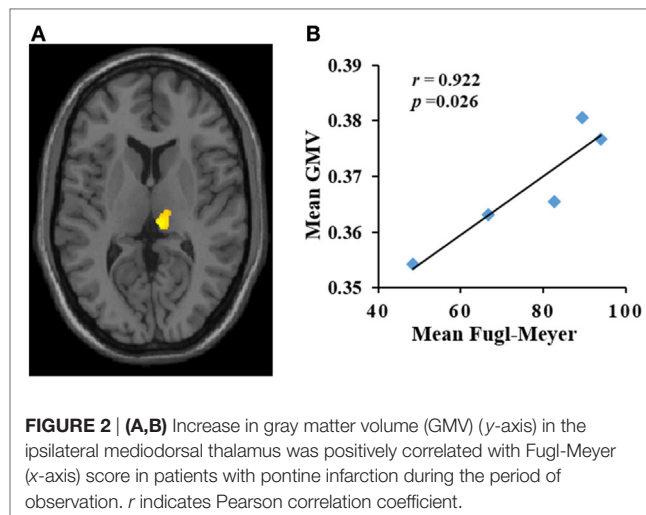 A
B
0.39
0.38
0.37
0.36
0.35
r = 0.922
p =0.026
Mean GMV
40 60 80 100
Mean Fugl-Meyer
FIGURE 2 | (A,B) Increase in gray matter volume (GMV) (y-axis) in the
ipsilateral mediodorsal thalamus was positively correlated with Fugl-Meyer
(x-axis) score in patients with pontine infarction during the period of
observation. r indicates Pearson correlation coefficient.